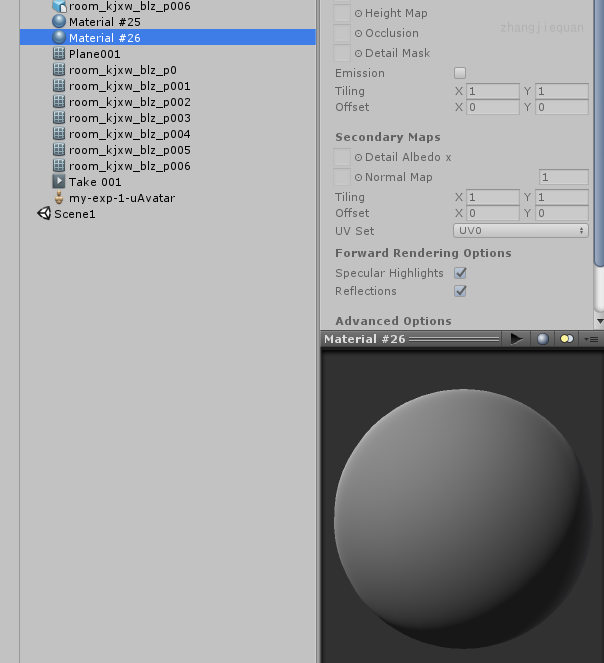 room_kjxw_blz_p006
Material #25
Material #26
Plane001
room_kjxw_blz_p0
room_kjxw_blz_p001
room_kjxw_blz_p002
room_kjxw_blz_p003
room_kjxw_blz_p004
room_kjxw_blz_p005
room_kjxw_blz_p006
Take 001
my-exp-1-uAvatar
Scene1
Height Map
zhangjiequan
Occlusion
Detail Mask
Emission
Tiling X 1 Y 1
Offset X 0 Y 0
Secondary Maps
Detail Albedo x
Normal Map 1
Tiling X 1 Y 1
Offset X 0 Y 0
UV Set UV0
Forward Rendering Options
Specular Highlights
Reflections
Advanced Options
Material #26